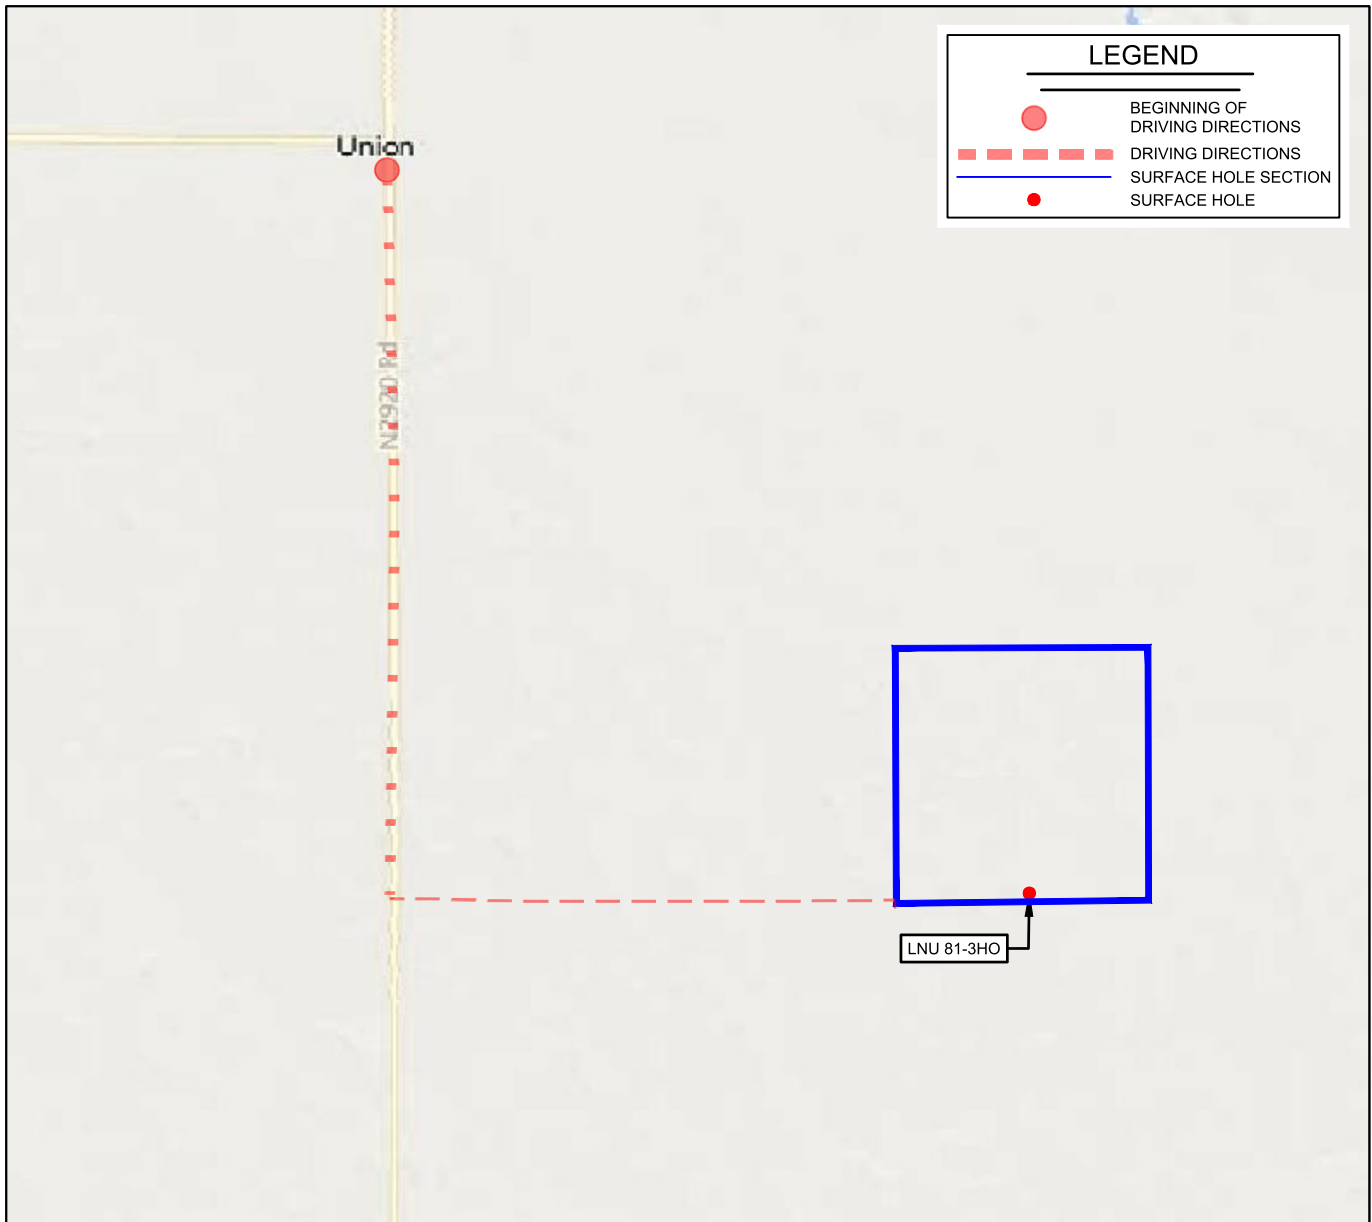 LEGEND
BEGINNING OF
DRIVING DIRECTIONS
DRIVING DIRECTIONS
SURFACE HOLE SECTION
SURFACE HOLE
Union
N2920 Rd
LNU 81-3HO